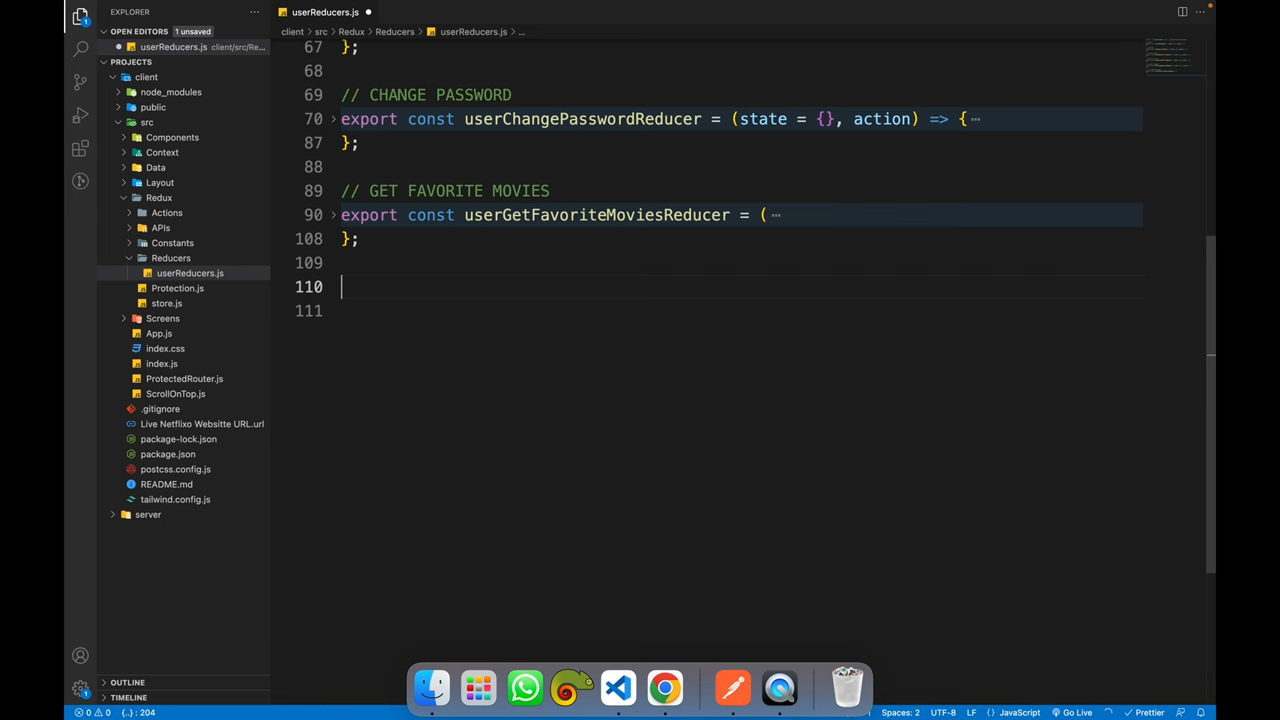 EXPLORER
userReducers.js
OPEN EDITORS 1 unsaved
userReducers.js client/src/Re...
PROJECTS
client
node_modules
public
src
Components
Context
Data
Layout
Redux
Actions
APIs
Constants
Reducers
userReducers.js
Protection.js
store.js
Screens
App.js
index.css
index.js
ProtectedRouter.js
ScrollOnTop.js
.gitignore
Live Netflixo Websitte URL.url
package-lock.json
package.json
postcss.config.js
README.md
tailwind.config.js
server
OUTLINE
TIMELINE
client > src > Redux > Reducers > userReducers.js > ...
67 };
68
69 // CHANGE PASSWORD
70 export const userChangePasswordReducer = (state = {}, action) => { ⋯
87 };
88
89 // GET FAVORITE MOVIES
90 export const userGetFavoriteMoviesReducer = ( ⋯
108 };
109
110
111
0 0 {..} : 204
Spaces: 2 UTF-8 LF {} JavaScript Go Live Prettier